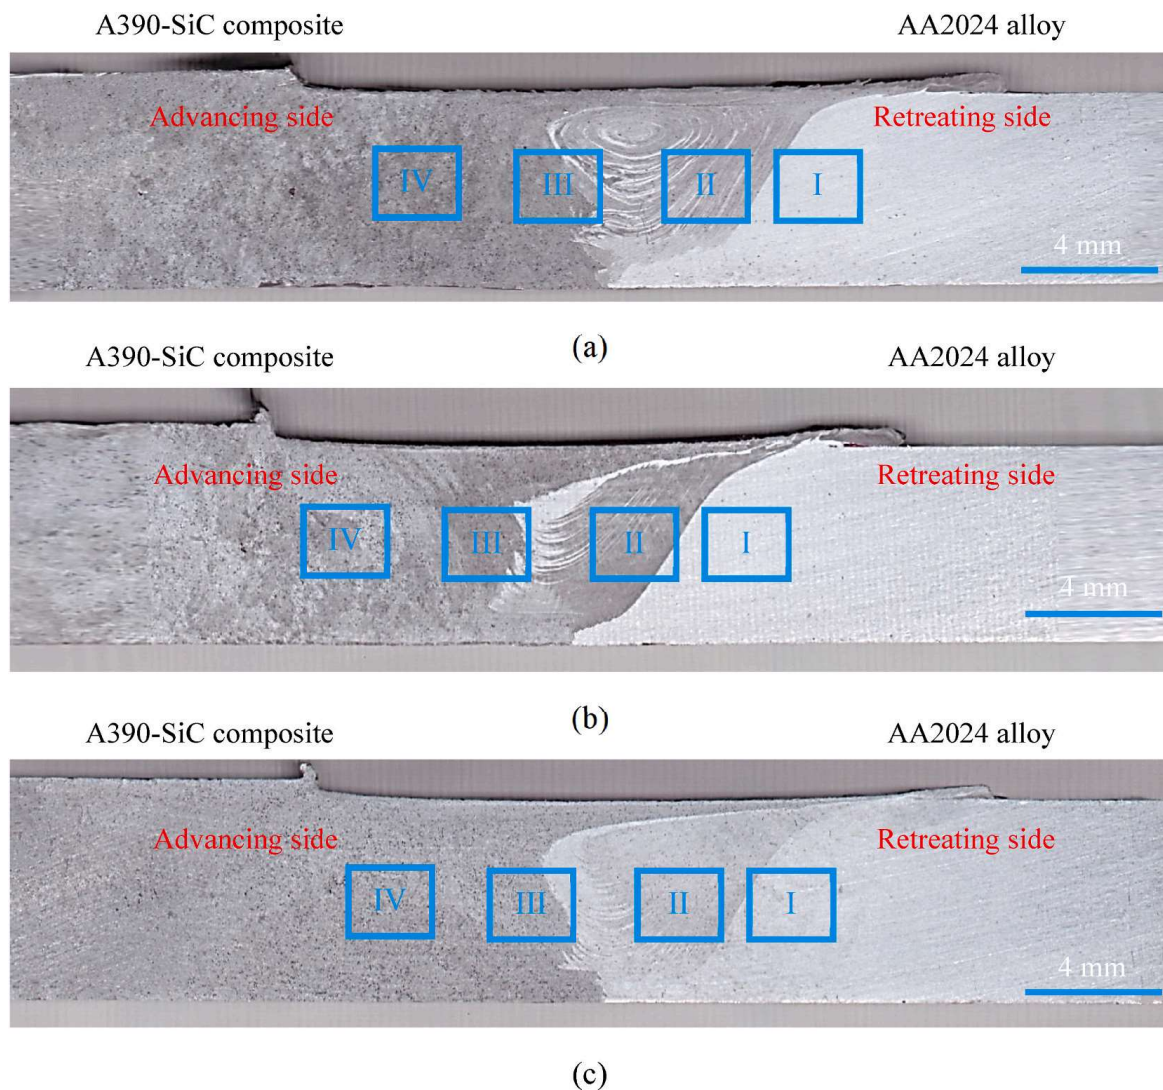 A390-SiC composite AA2024 alloy
Advancing side Retreating side
IV III II I
4 mm
(a)
A390-SiC composite AA2024 alloy
Advancing side Retreating side
IV III II I
4 mm
(b)
A390-SiC composite AA2024 alloy
Advancing side Retreating side
IV III II I
4 mm
(c)